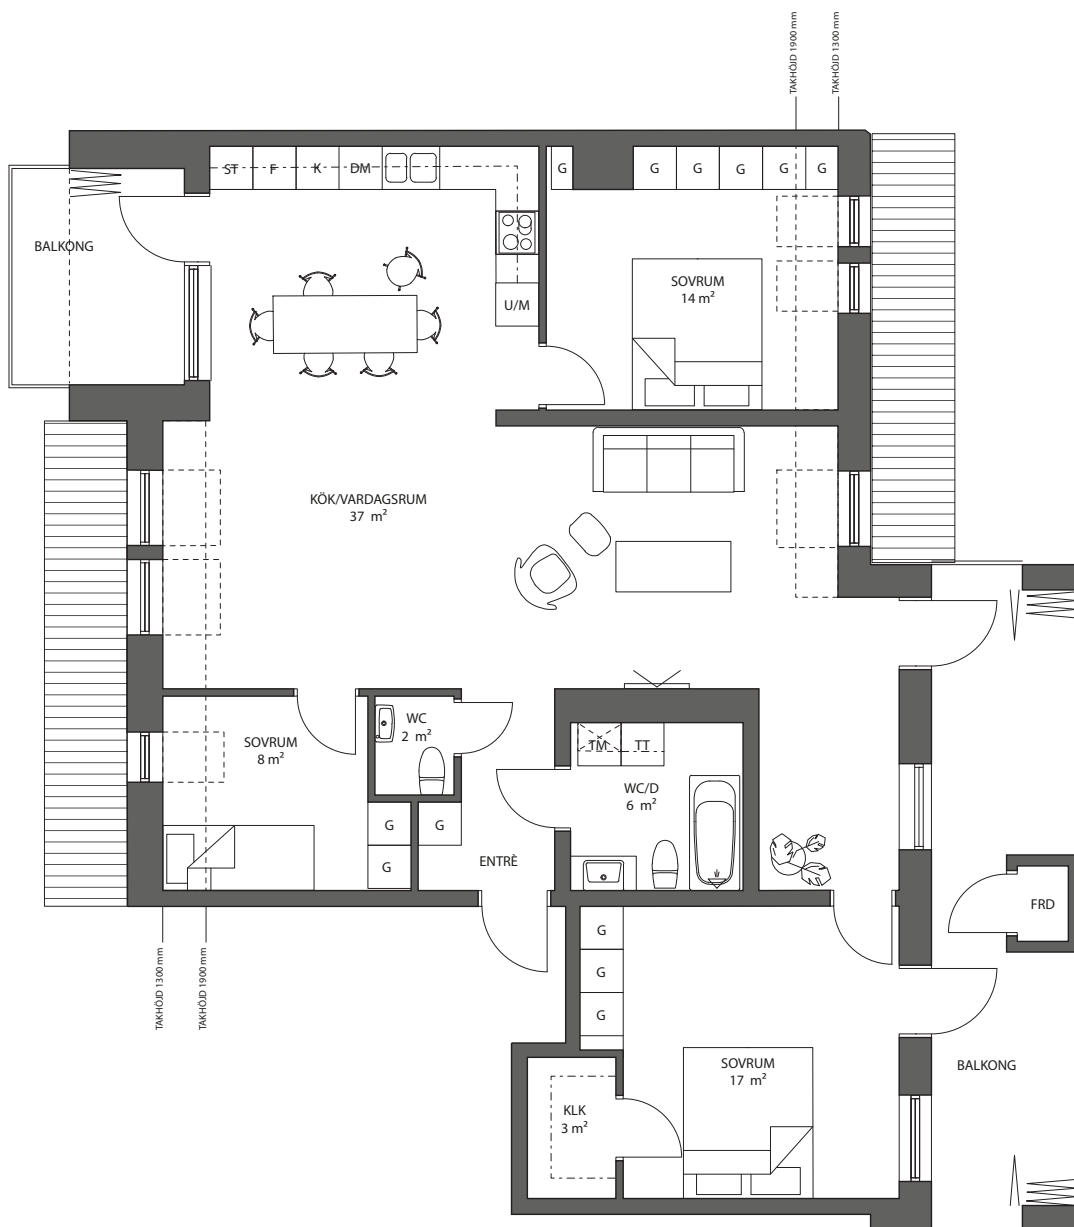 TAKHÖJD 1900 mm
TAKHÖJD 1300 mm
ST
F
K
DM
G
G
G
G
G
G
BALKONG
SOVRUM
14 m²
U/M
KÖK/VARDAGSRUM
37 m²
WC
2 m²
SOVRUM
8 m²
TM
TT
WC/D
6 m²
G
G
G
ENTRÈ
FRD
G
G
G
TAKHÖJD 1300 mm
TAKHÖJD 1900 mm
SOVRUM
17 m²
BALKONG
KLK
3 m²